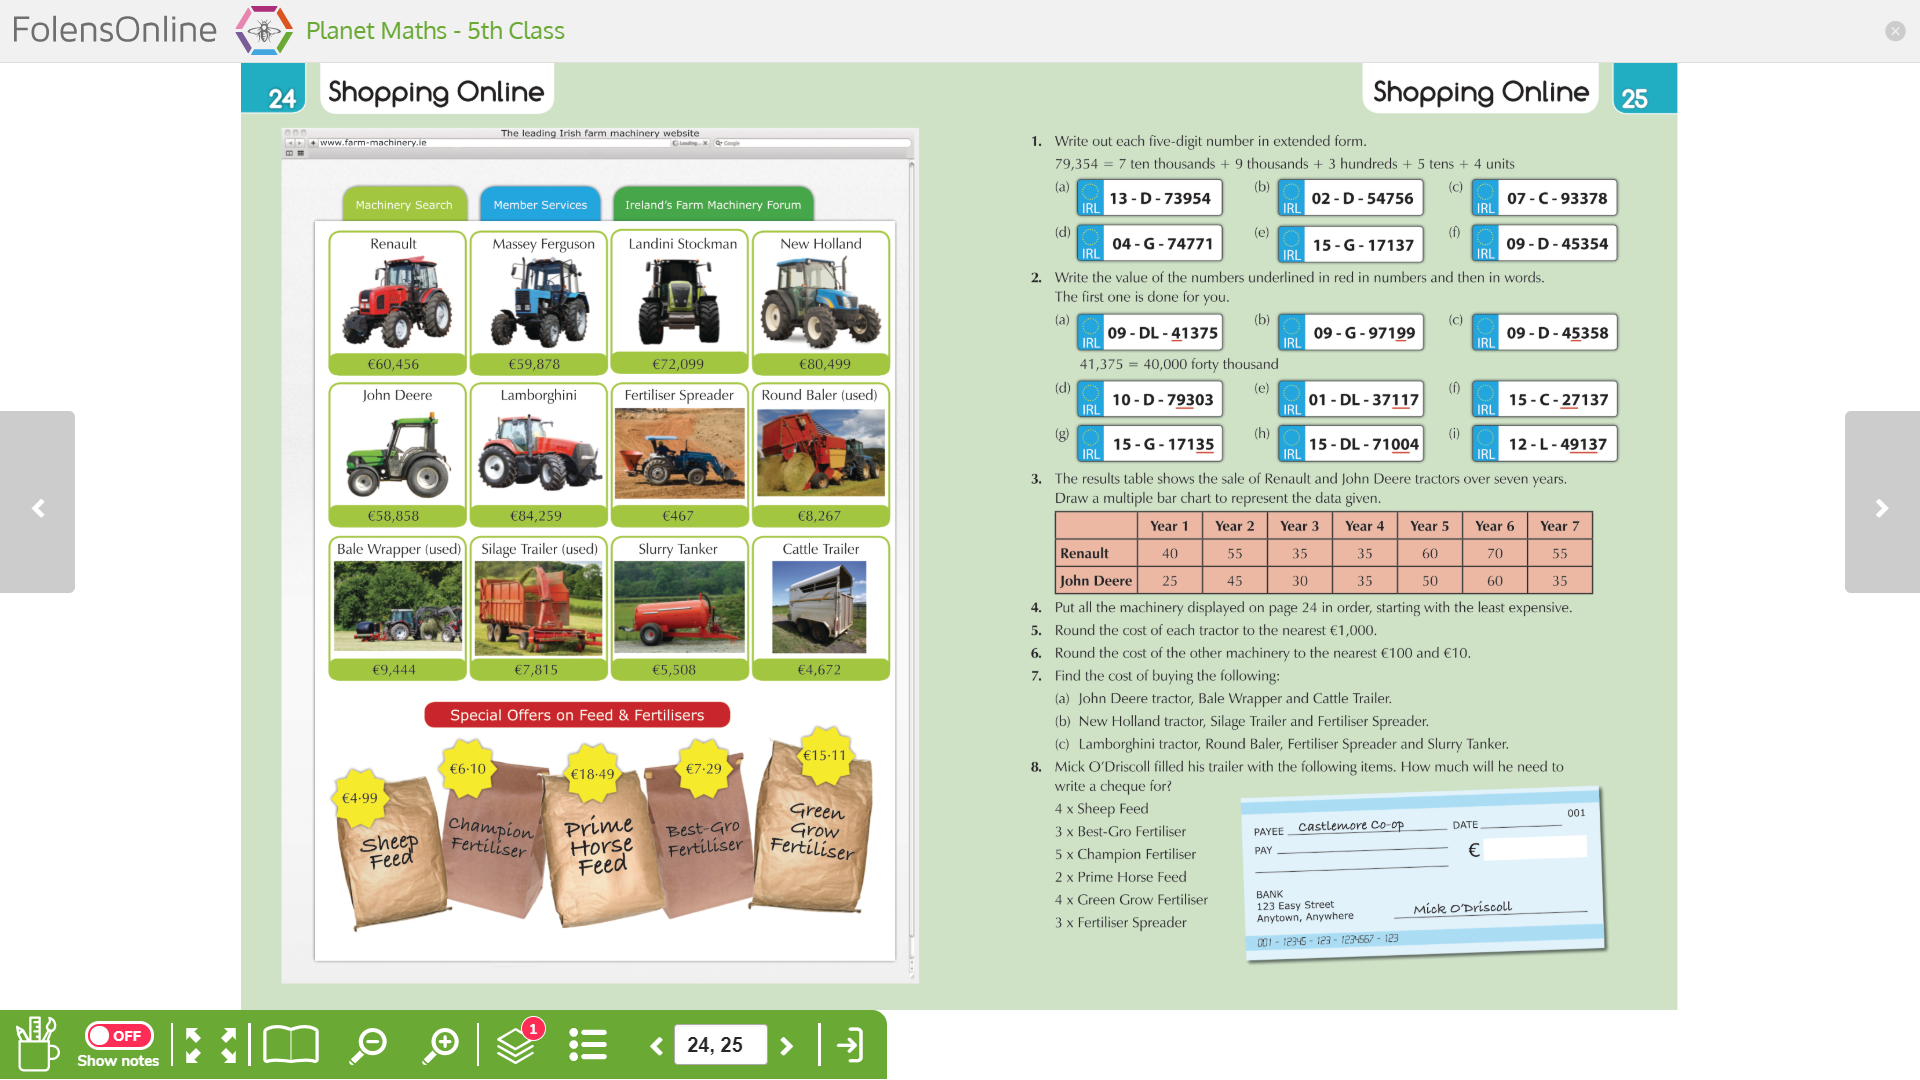 FolensOnline
Planet Maths - 5th Class
24
Shopping Online
The leading Irish farm machinery website
www.farm-machinery.ie
Loading...
Google
Machinery Search
Member Services
Ireland's Farm Machinery Forum
Renault
Massey Ferguson
Landini Stockman
New Holland
€60,456
€59,878
€72,099
€80,499
John Deere
Lamborghini
Fertiliser Spreader
Round Baler (used)
€58,858
€84,259
€467
€8,267
Bale Wrapper (used)
Silage Trailer (used)
Slurry Tanker
Cattle Trailer
€9,444
€7,815
€5,508
€4,672
Special Offers on Feed & Fertilisers
€4·99
€6·10
€18·49
€7·29
€15·11
Sheep
Feed
Champion
Fertiliser
Prime
Horse
Feed
Best-Gro
Fertiliser
Green
Grow
Fertiliser
Shopping Online
25
1. Write out each five-digit number in extended form.
79,354 = 7 ten thousands + 9 thousands + 3 hundreds + 5 tens + 4 units
(a) IRL 13 - D - 73954
(b) IRL 02 - D - 54756
(c) IRL 07 - C - 93378
(d) IRL 04 - G - 74771
(e) IRL 15 - G - 17137
(f) IRL 09 - D - 45354
2. Write the value of the numbers underlined in red in numbers and then in words.
The first one is done for you.
(a) IRL 09 - DL - 41375
(b) IRL 09 - G - 97199
(c) IRL 09 - D - 45358
41,375 = 40,000 forty thousand
(d) IRL 10 - D - 79303
(e) IRL 01 - DL - 37117
(f) IRL 15 - C - 27137
(g) IRL 15 - G - 17135
(h) IRL 15 - DL - 71004
(i) IRL 12 - L - 49137
3. The results table shows the sale of Renault and John Deere tractors over seven years.
Draw a multiple bar chart to represent the data given.
Year 1 Year 2 Year 3 Year 4 Year 5 Year 6 Year 7
Renault 40 55 35 35 60 70 55
John Deere 25 45 30 35 50 60 35
4. Put all the machinery displayed on page 24 in order, starting with the least expensive.
5. Round the cost of each tractor to the nearest €1,000.
6. Round the cost of the other machinery to the nearest €100 and €10.
7. Find the cost of buying the following:
(a) John Deere tractor, Bale Wrapper and Cattle Trailer.
(b) New Holland tractor, Silage Trailer and Fertiliser Spreader.
(c) Lamborghini tractor, Round Baler, Fertiliser Spreader and Slurry Tanker.
8. Mick O'Driscoll filled his trailer with the following items. How much will he need to
write a cheque for?
4 x Sheep Feed
3 x Best-Gro Fertiliser
5 x Champion Fertiliser
2 x Prime Horse Feed
4 x Green Grow Fertiliser
3 x Fertiliser Spreader
001
PAYEE Castlemore Co-op DATE
PAY €
BANK
123 Easy Street
Anytown, Anywhere
Mick O'Driscoll
001 - 12345 - 123 - 1234567 - 123
OFF
Show notes
1
24, 25